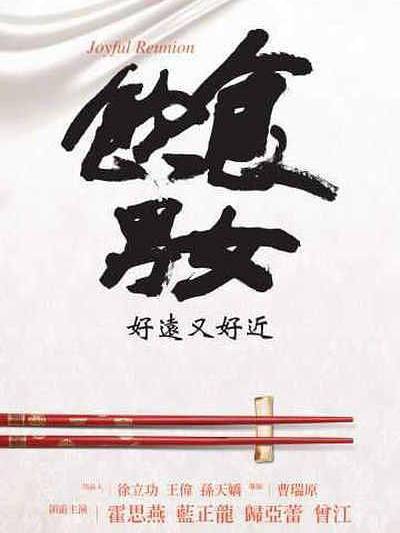 Joyful Reunion
飲食
男女
好遠又好近
出品人 徐立功 王偉 孫天嬌 導演 曹瑞原
領銜主演 霍思燕 藍正龍 歸亞蕾 曾江